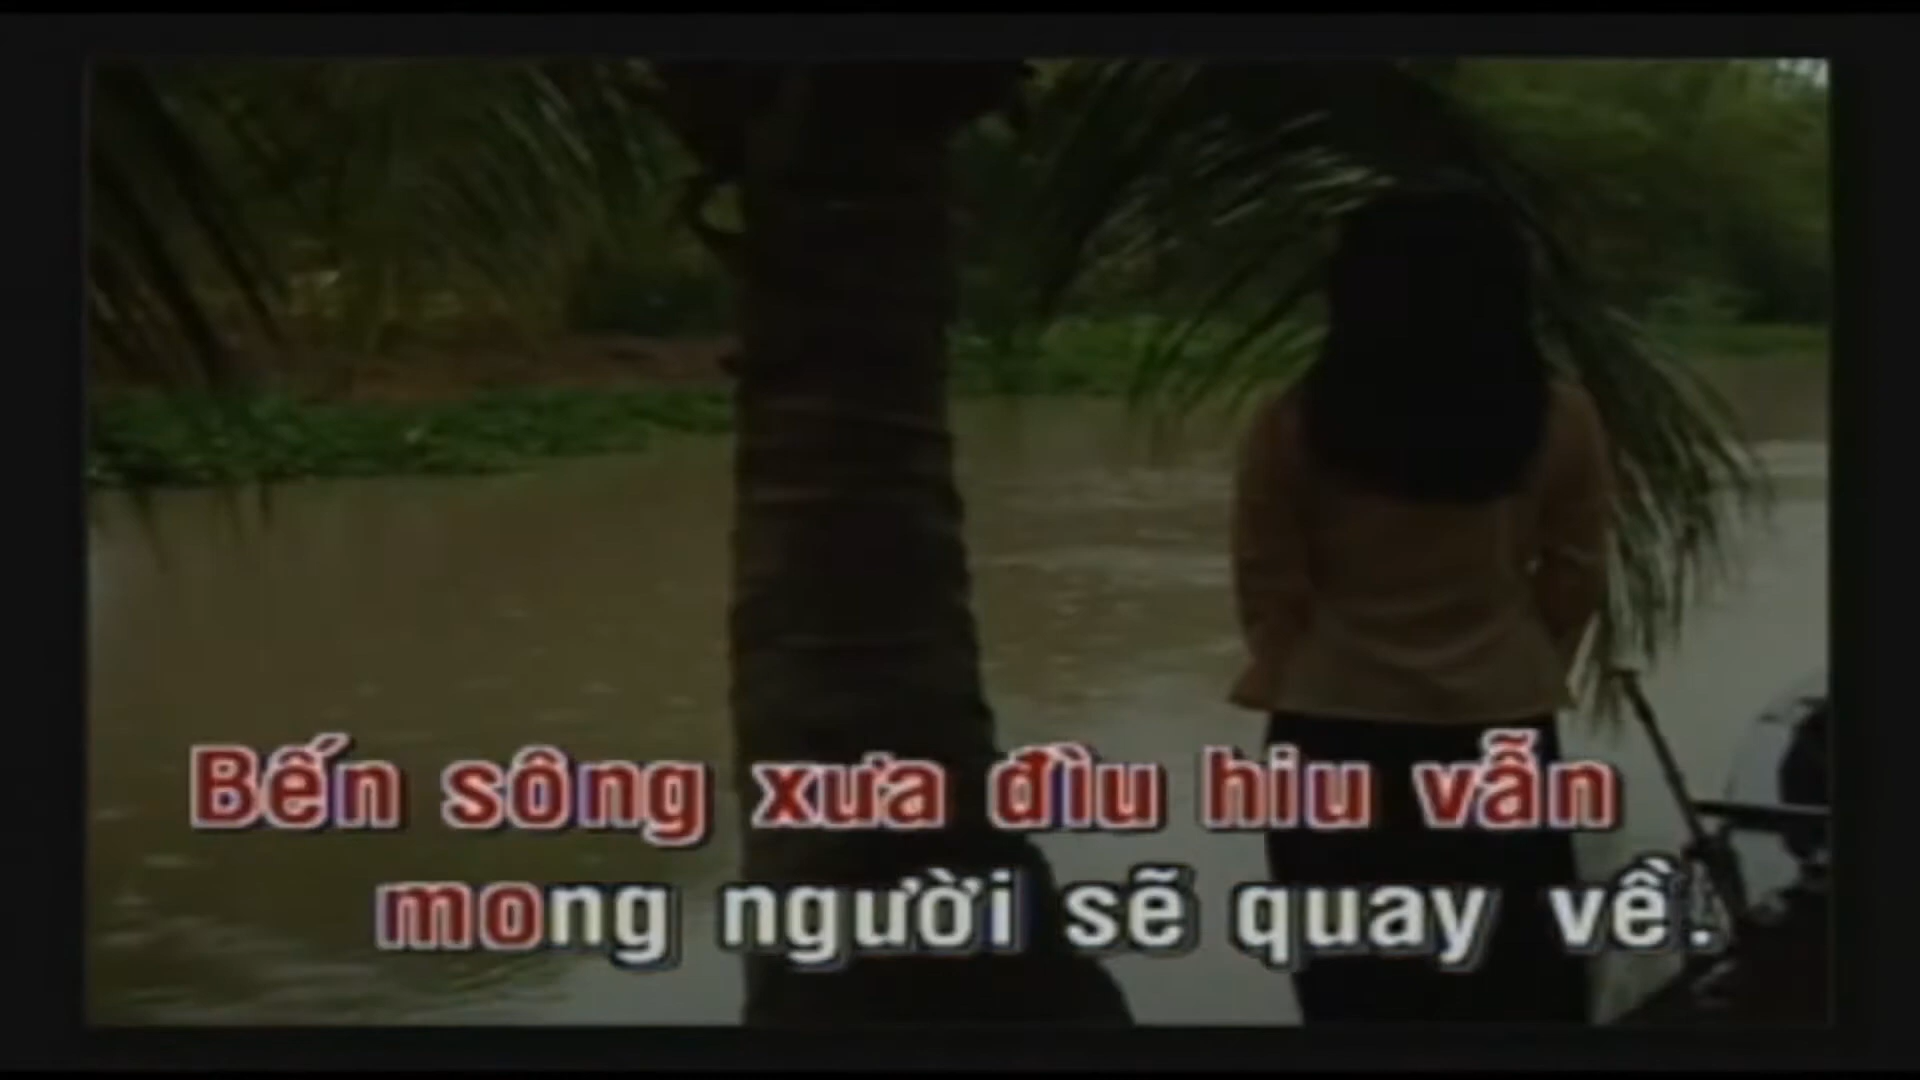 Bến sông xưa đìu hiu vẫn
mong người sẽ quay về.